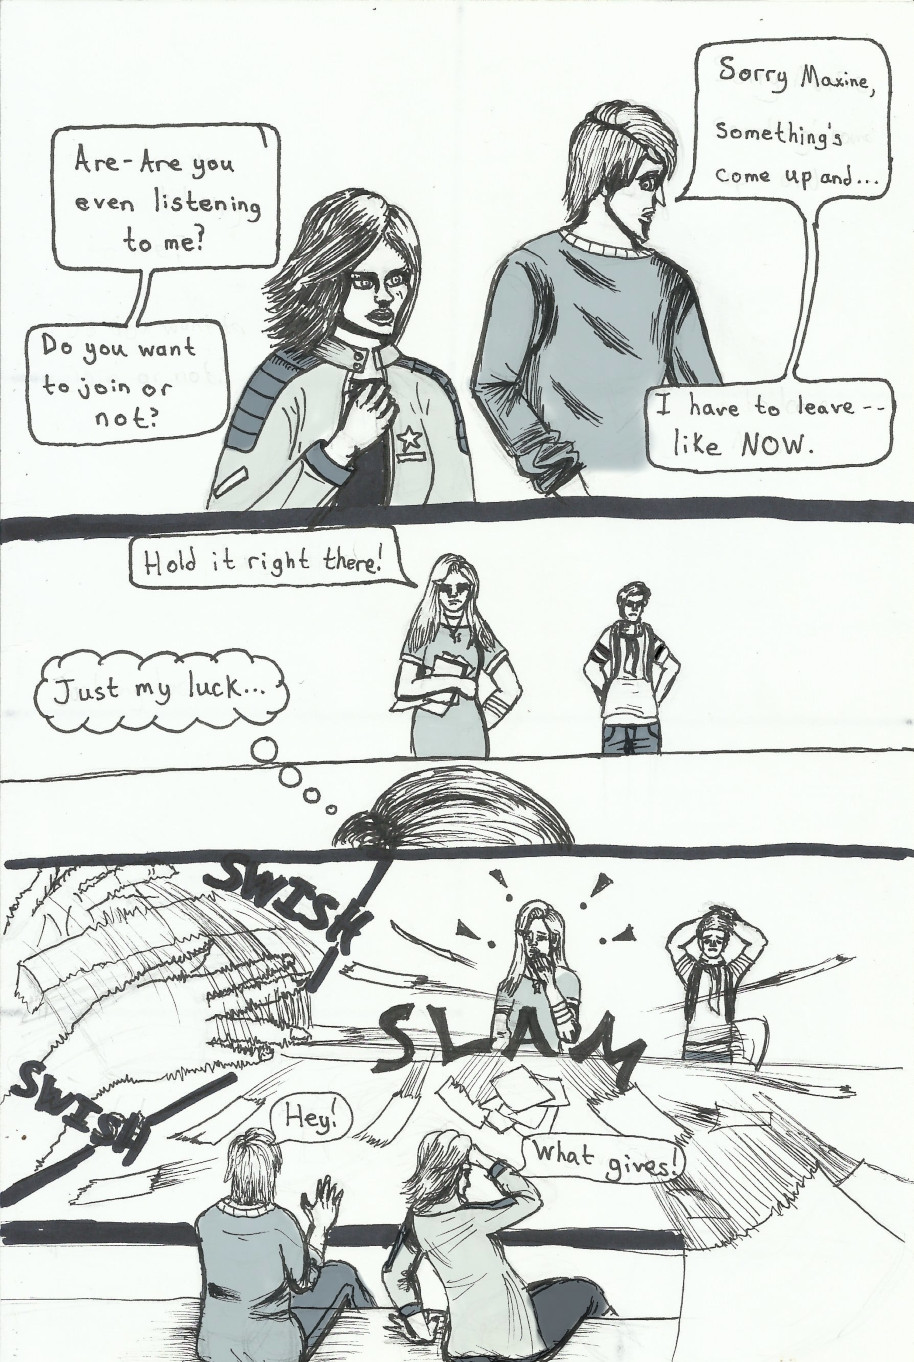 Are-Are you
even listening
to me?
Do you want
to join or
not?
Sorry Maxine,
something's
come up and...
I have to leave--
like NOW.
Hold it right there!
Just my luck...
SWISH
SLAM
SWISH
Hey!
What gives!